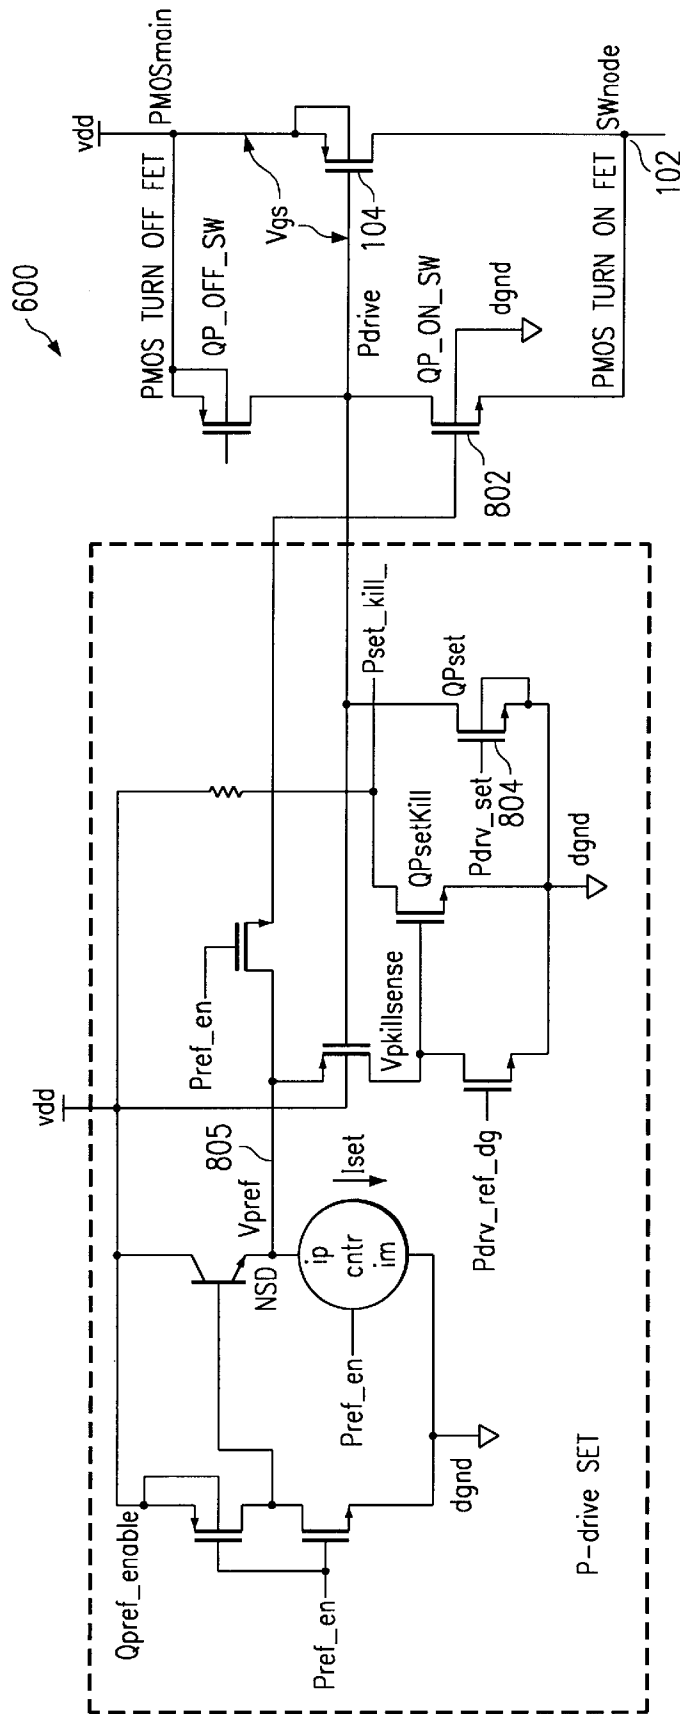 600
vdd
PMOSmain
PMOS TURN OFF FET
QP_OFF_SW
Vgs
104
Pdrive
QP_ON_SW
dgnd
802
PMOS TURN ON FET
SWnode
102
vdd
Pref_en
805
Vpref
NSD
Iset
ip
cntr
im
Pref_en
Qpref_enable
Pref_en
dgnd
Pset_kill_
QPset
Pdrv_set
804
QPsetKill
Vpkillsense
Pdrv_ref_dg
dgnd
P-drive SET